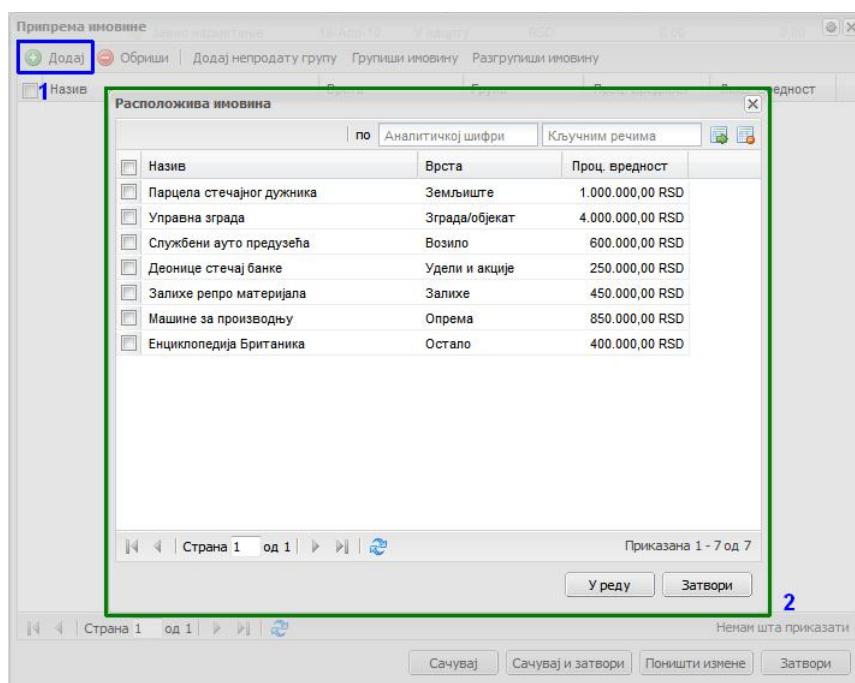 Припрема имовине
Додај Обриши Додај непродату групу Групиши имовину Разгрупиши имовину
1
Назив
Расположива имовина
по Аналитичкој шифри Кључним речима
Назив Врста Проц. вредност
Парцела стечајног дужника Земљиште 1.000.000,00 RSD
Управна зграда Зграда/објекат 4.000.000,00 RSD
Службени ауто предузећа Возило 600.000,00 RSD
Деонице стечај банке Удели и акције 250.000,00 RSD
Залихе репро материјала Залихе 450.000,00 RSD
Машине за производњу Опрема 850.000,00 RSD
Енциклопедија Британика Остало 400.000,00 RSD
Страна 1 од 1 Приказана 1 - 7 од 7
У реду Затвори
2
Страна 1 од 1 Немам шта приказати
Сачувај Сачувај и затвори Поништи измене Затвори